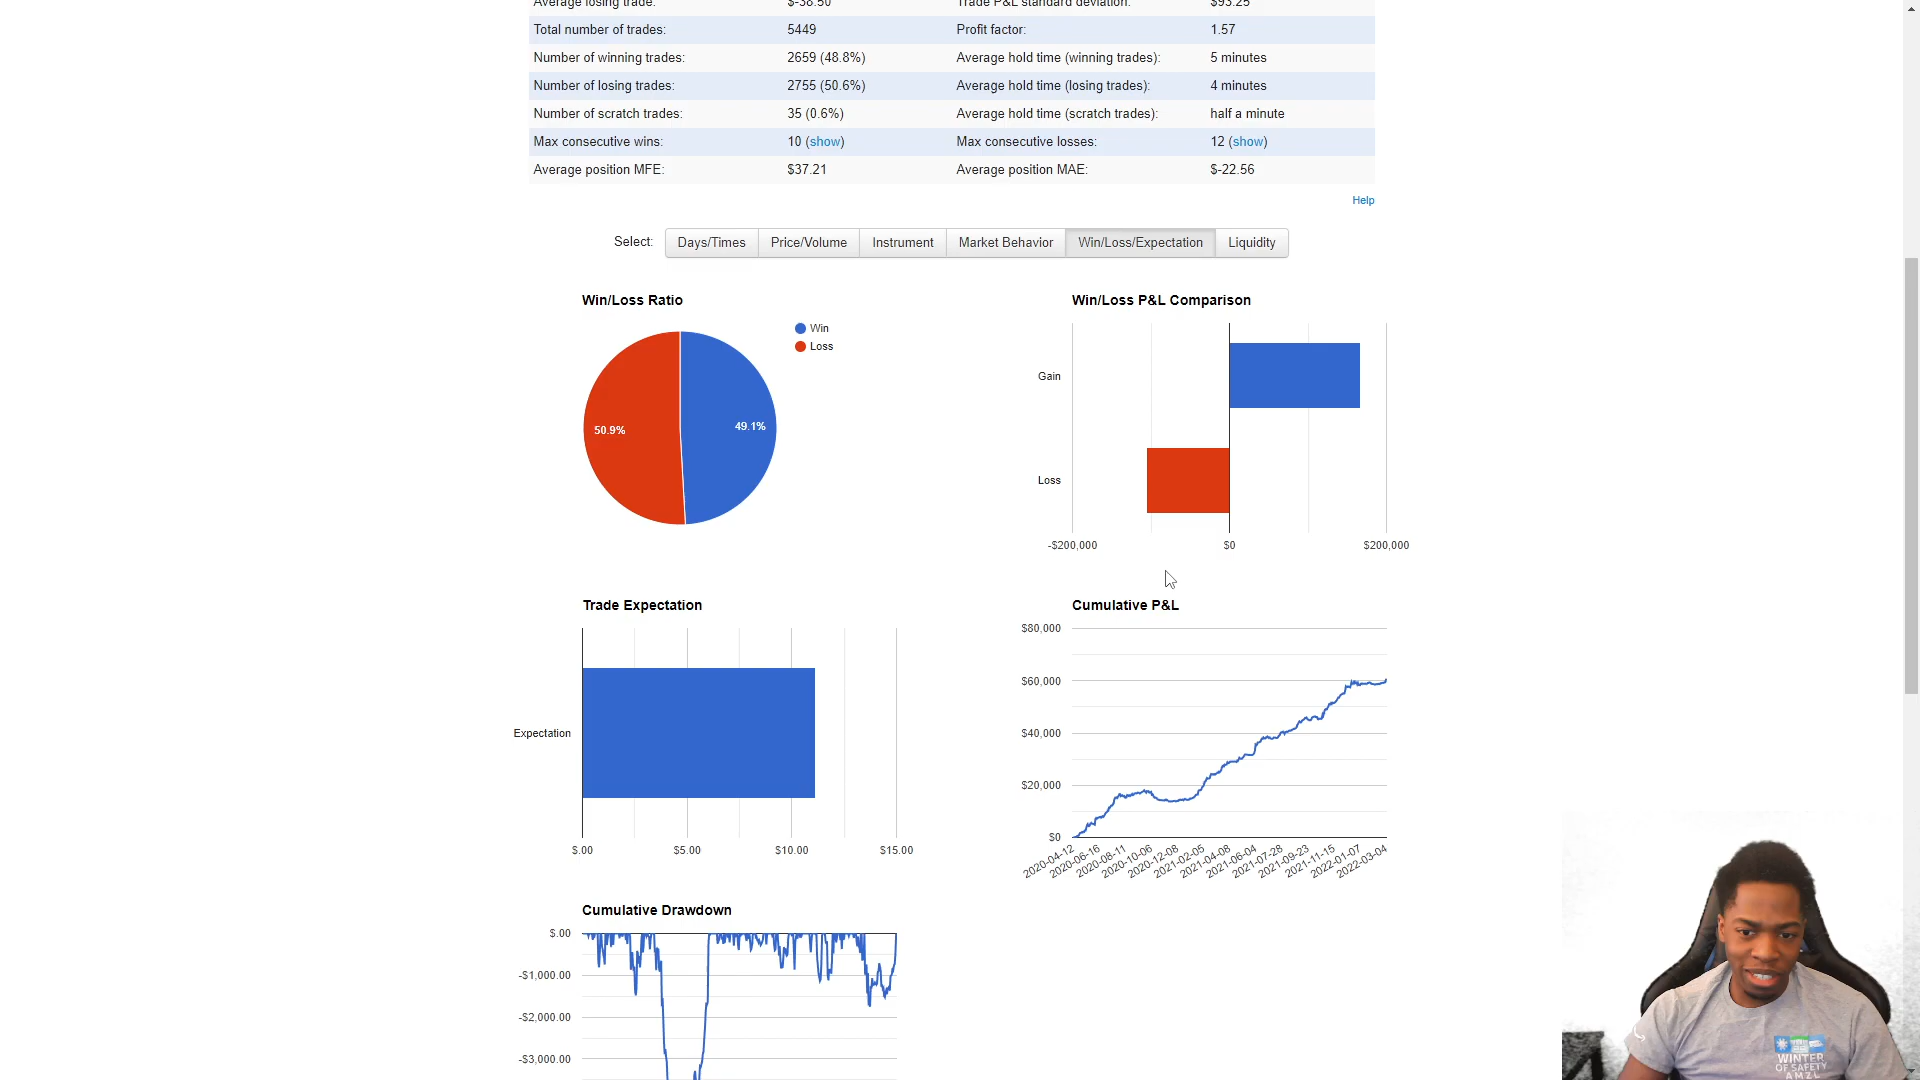 Average losing trade: $-38.50 Trade P&L standard deviation: $93.25
Total number of trades: 5449 Profit factor: 1.57
Number of winning trades: 2659 (48.8%) Average hold time (winning trades): 5 minutes
Number of losing trades: 2755 (50.6%) Average hold time (losing trades): 4 minutes
Number of scratch trades: 35 (0.6%) Average hold time (scratch trades): half a minute
Max consecutive wins: 10 (show) Max consecutive losses: 12 (show)
Average position MFE: $37.21 Average position MAE: $-22.56
Help
Select: Days/Times Price/Volume Instrument Market Behavior Win/Loss/Expectation Liquidity
Win/Loss Ratio
Win
Loss
50.9%
49.1%
Win/Loss P&L Comparison
Gain
Loss
-$200,000 $0 $200,000
Trade Expectation
Expectation
$.00 $5.00 $10.00 $15.00
Cumulative P&L
$80,000
$60,000
$40,000
$20,000
$0
2020-04-12 2020-06-16 2020-08-11 2020-10-06 2020-12-08 2021-02-05 2021-04-08 2021-06-04 2021-07-28 2021-09-23 2021-11-15 2022-01-07 2022-03-04
Cumulative Drawdown
$.00
-$1,000.00
-$2,000.00
-$3,000.00
WINTER
OF SAFETY
AMZL